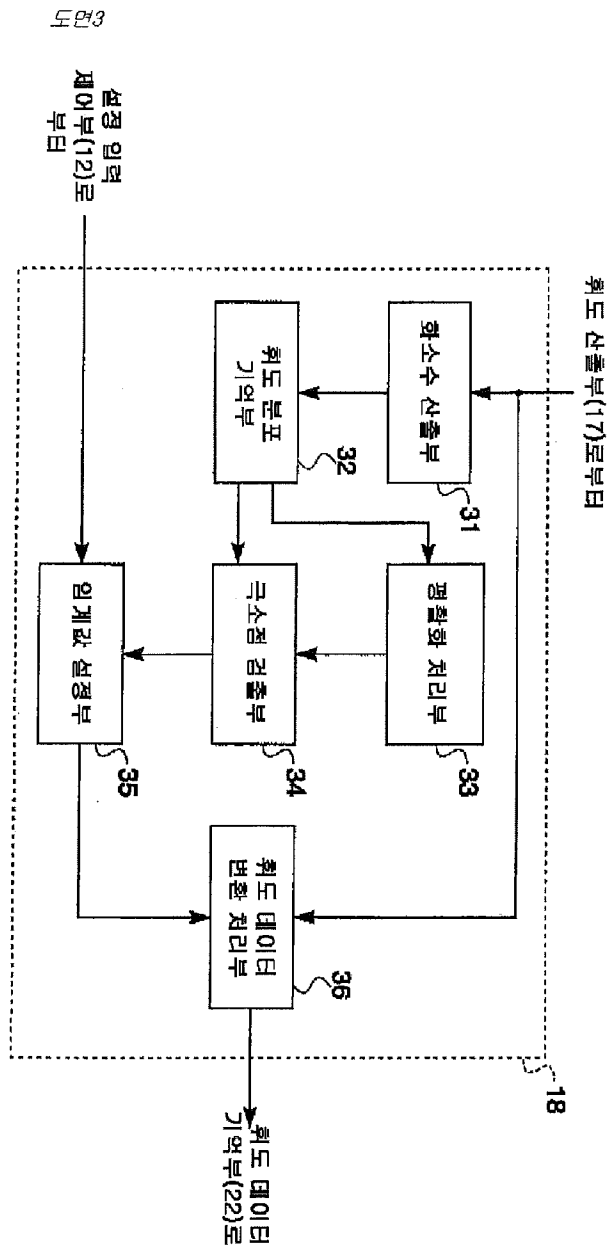 도면3
휘도 산출부(17)로부터
설정 입력
제어부(12)로
부터
18
화소수 산출부
31
휘도 분포
기억부
32
평활화 처리부
33
극소점 검출부
34
임계값 설정부
35
휘도 데이터
변환 처리부
36
휘도 데이터
기억부(22)로